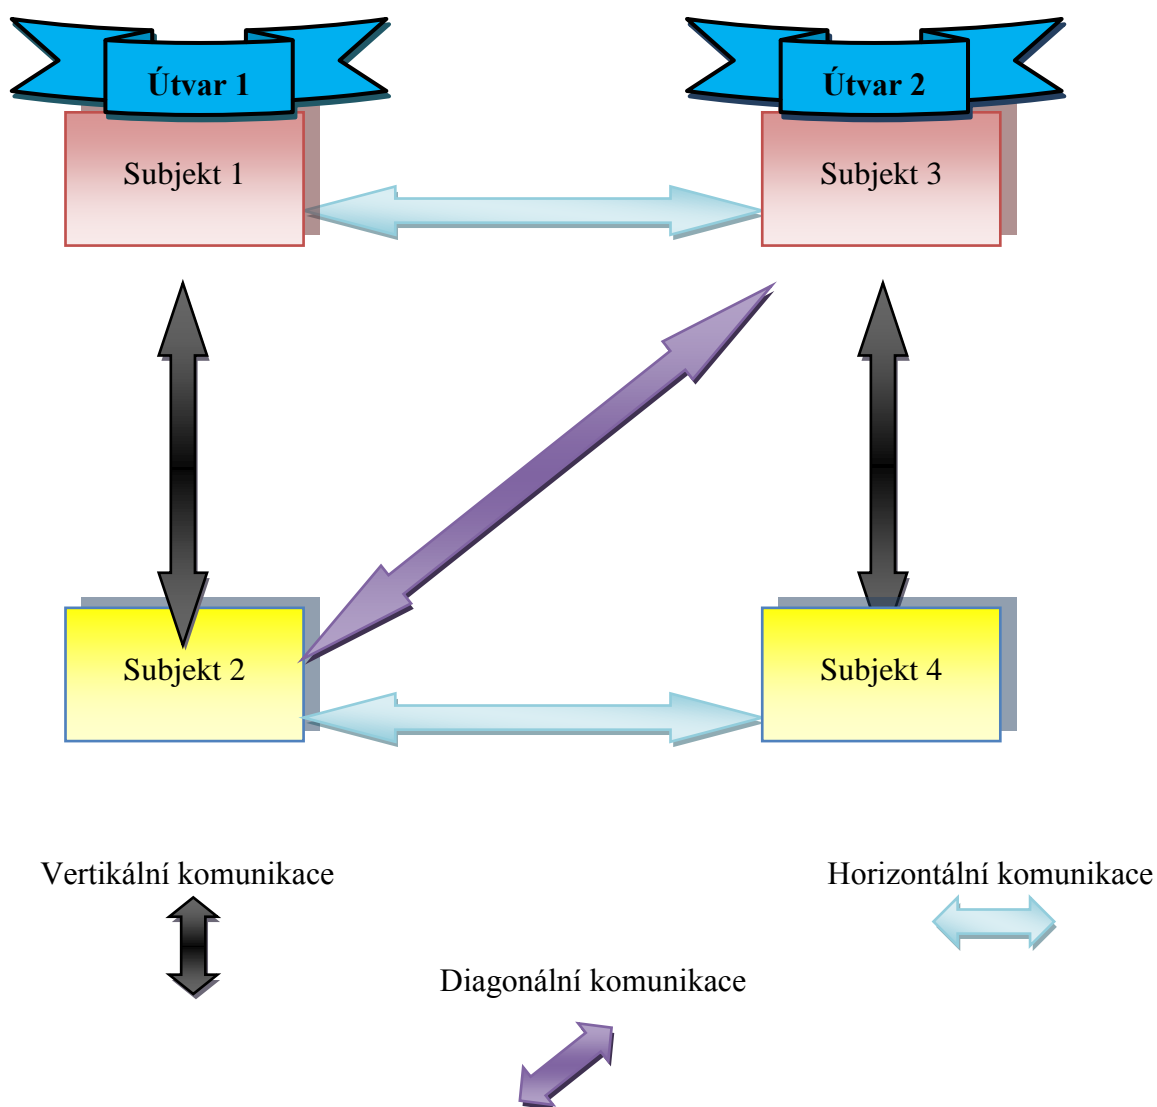 Útvar 1
Útvar 2
Subjekt 1
Subjekt 3
Subjekt 2
Subjekt 4
Vertikální komunikace
Horizontální komunikace
Diagonální komunikace